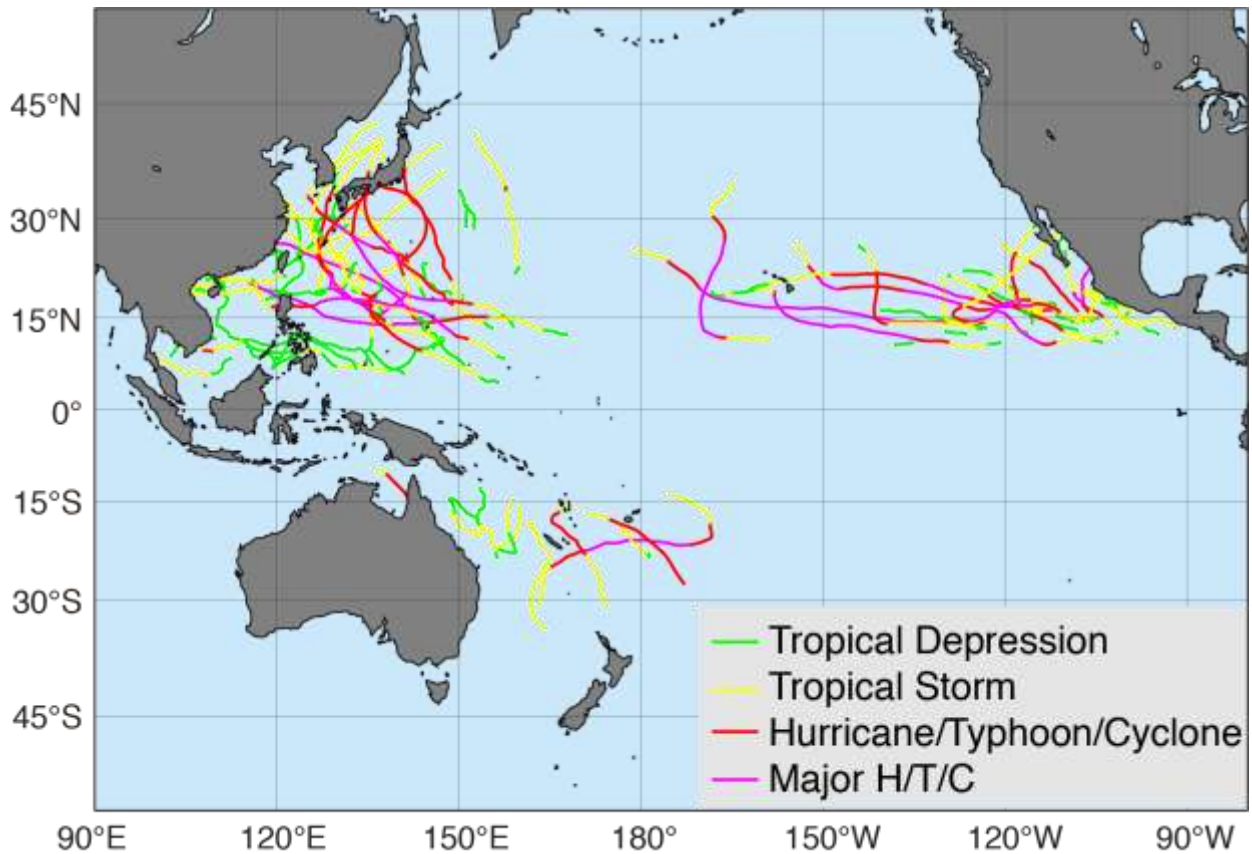 45°N
30°N
15°N
0°
15°S
30°S
45°S
Tropical Depression
Tropical Storm
Hurricane/Typhoon/Cyclone
Major H/T/C
90°E 120°E 150°E 180° 150°W 120°W 90°W